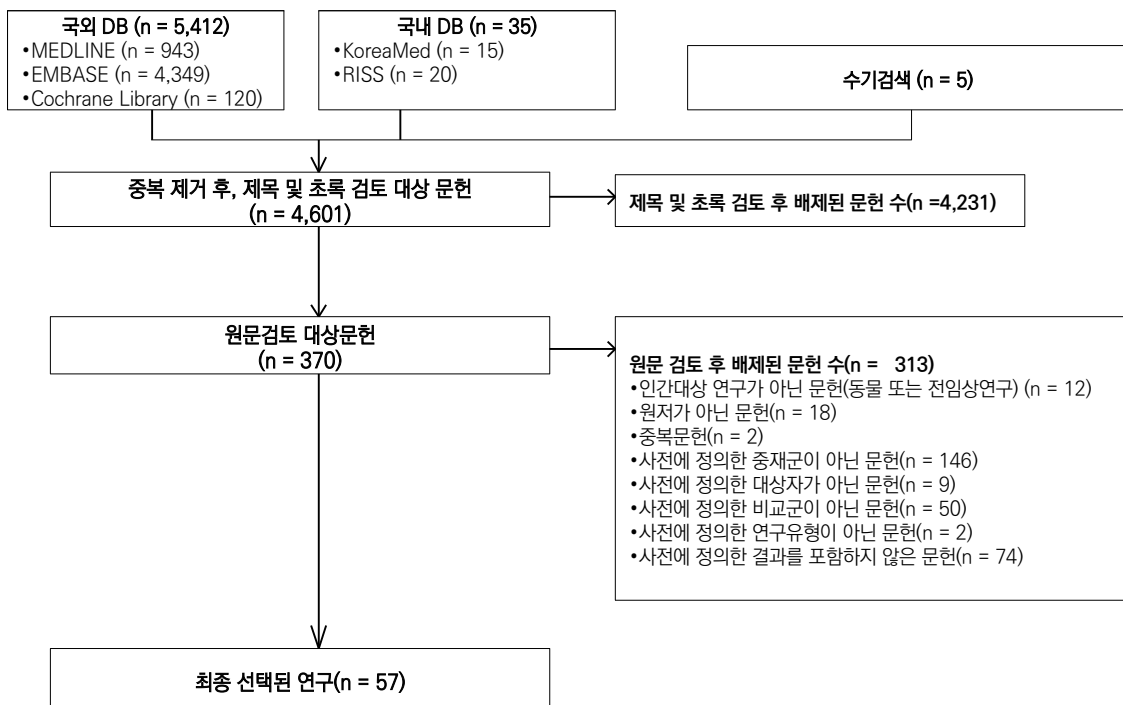 국외 DB (n = 5,412)
•MEDLINE (n = 943)
•EMBASE (n = 4,349)
•Cochrane Library (n = 120)
국내 DB (n = 35)
•KoreaMed (n = 15)
•RISS (n = 20)
수기검색 (n = 5)
중복 제거 후, 제목 및 초록 검토 대상 문헌
(n = 4,601)
제목 및 초록 검토 후 배제된 문헌 수(n =4,231)
원문검토 대상문헌
(n = 370)
원문 검토 후 배제된 문헌 수(n = 313)
•인간대상 연구가 아닌 문헌(동물 또는 전임상연구) (n = 12)
•원저가 아닌 문헌(n = 18)
•중복문헌(n = 2)
•사전에 정의한 중재군이 아닌 문헌(n = 146)
•사전에 정의한 대상자가 아닌 문헌(n = 9)
•사전에 정의한 비교군이 아닌 문헌(n = 50)
•사전에 정의한 연구유형이 아닌 문헌(n = 2)
•사전에 정의한 결과를 포함하지 않은 문헌(n = 74)
최종 선택된 연구(n = 57)